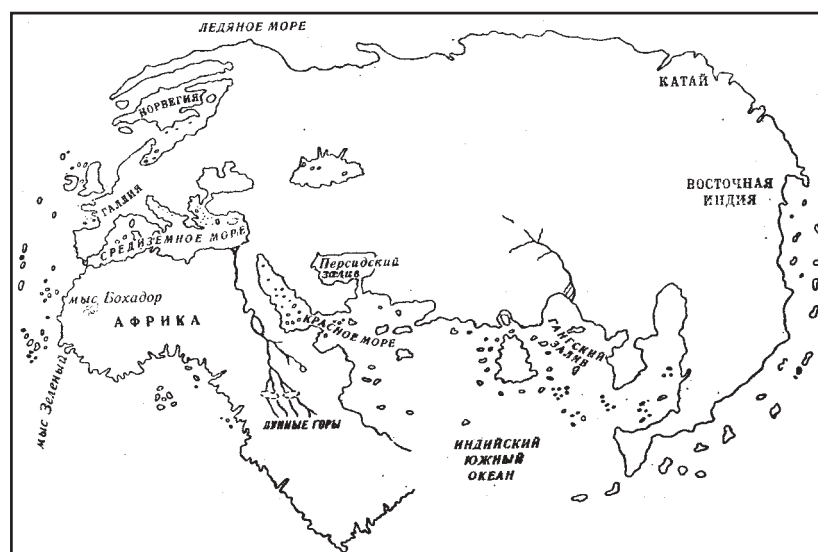 ЛЕДЯНОЕ МОРЕ
НОРВЕГИЯ
КАТАЙ
ВОСТОЧНАЯ
ИНДИЯ
ГАЛЛИЯ
СРЕДИЗЕМНОЕ МОРЕ
Персидский
залив
мыс Бохадор
АФРИКА
КРАСНОЕ МОРЕ
ГАНГСКИЙ
ЗАЛИВ
мыс Зеленый
ЛУННЫЕ ГОРЫ
ИНДИЙСКИЙ
ЮЖНЫЙ
ОКЕАН